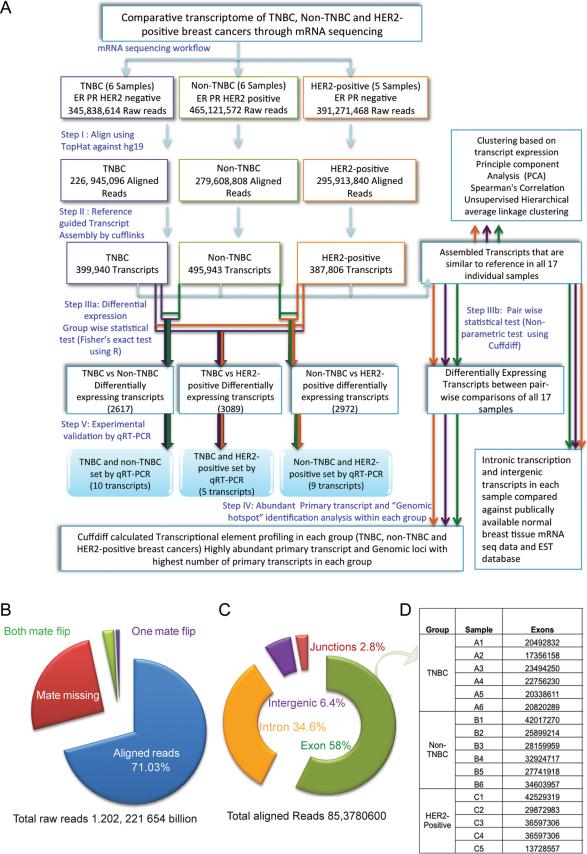 A
Comparative transcriptome of TNBC, Non-TNBC and HER2-
positive breast cancers through mRNA sequencing
mRNA sequencing workflow
TNBC (6 Samples)
ER PR HER2 negative
345,838,614 Raw reads
Non-TNBC (6 Samples)
ER PR HER2 positive
465,121,572 Raw reads
HER2-positive (5 Samples)
ER PR negative
391,271,468 Raw reads
Step I : Align using
TopHat against hg19
TNBC
226, 945,096 Aligned
Reads
Non-TNBC
279,608,808 Aligned
Reads
HER2-positive
295,913,840 Aligned
Reads
Step II : Reference
guided Transcript
Assembly by cufflinks
TNBC
399,940 Transcripts
Non-TNBC
495,943 Transcripts
HER2-positive
387,806 Transcripts
Clustering based on
transcript expression
Principle component
Analysis (PCA)
Spearman's Correlation
Unsupervised Hierarchical
average linkage clustering
Assembled Transcripts that are
similar to reference in all 17
individual samples
Step IIIa: Differential
expression
Group wise statistical
test (Fisher's exact test
using R)
Step IIIb: Pair wise
statistical test (Non-
parametric test using
Cuffdiff)
TNBC vs Non-TNBC
Differentially
expressing transcripts
(2617)
TNBC vs HER2-
positive Differentially
expressing transcripts
(3089)
Non-TNBC vs HER2-
positive differentially
expressing transcripts
(2972)
Differentially Expressing
Transcripts between pair-
wise comparisons of all 17
samples
Step V: Experimental
validation by qRT-PCR
TNBC and non-TNBC
set by qRT-PCR
(10 transcripts)
TNBC and HER2-
positive set by
qRT-PCR
(5 transcripts)
Non-TNBC and HER2-
positive set by qRT-PCR
(9 transcripts)
Intronic transcription
and intergenic
transcripts in each
sample compared
against publically
available normal
breast tissue mRNA
seq data and EST
database
Step IV: Abundant Primary transcript and "Genomic
hotspot" identification analysis within each group
Cuffdiff calculated Transcriptional element profiling in each group (TNBC, non-TNBC and
HER2-positive breast cancers) Highly abundant primary transcript and Genomic loci with
highest number of primary transcripts in each group
B
Both mate flip
One mate flip
Mate missing
Aligned reads
71.03%
Total raw reads 1.202, 221 654 billion
C
Junctions 2.8%
Intergenic 6.4%
Intron 34.6%
Exon 58%
Total aligned Reads 85,3780600
D
Group Sample Exons
TNBC
A1 20492832
A2 17356158
A3 23494250
A4 22756230
A5 20338611
A6 20820289
Non-
TNBC
B1 42017270
B2 25899214
B3 28159959
B4 32924717
B5 27741918
B6 34603957
HER2-
Positive
C1 42529319
C2 29872983
C3 36597306
C4 36597306
C5 13728557